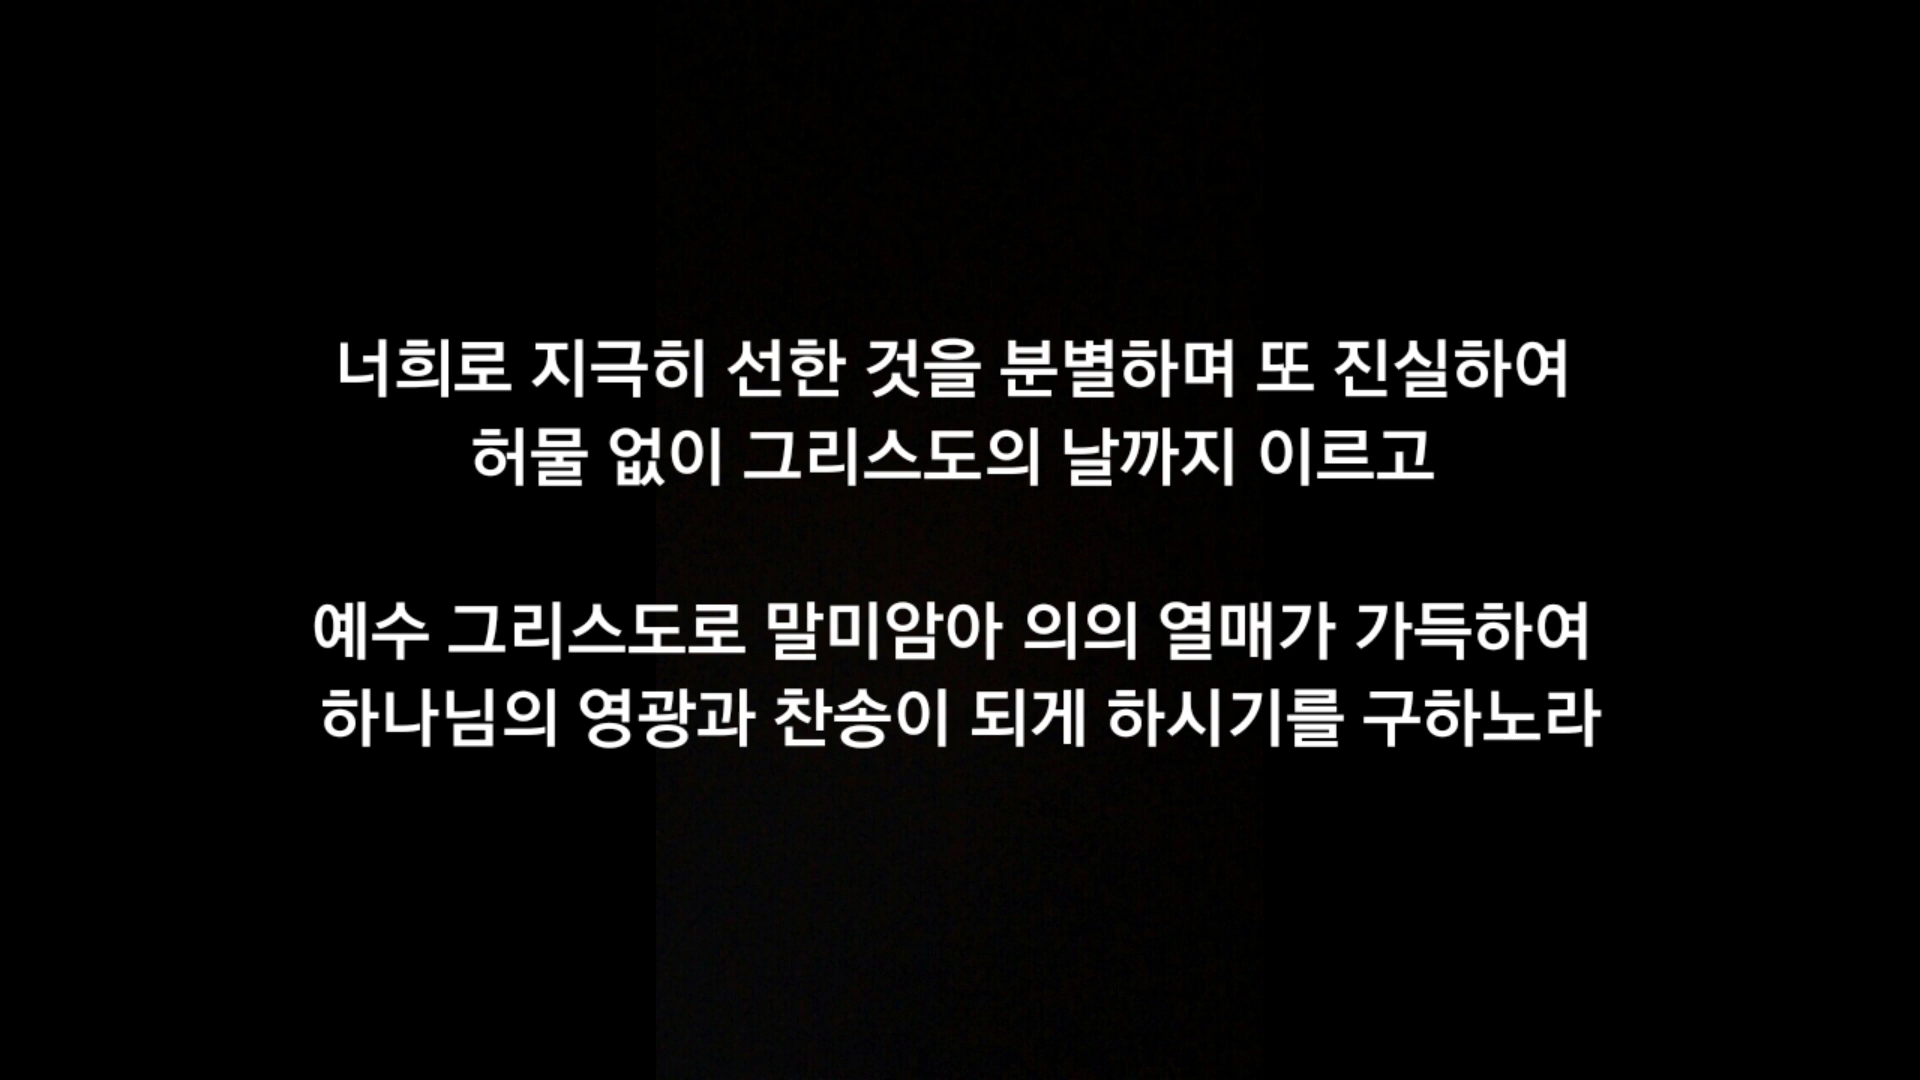 너희로 지극히 선한 것을 분별하며 또 진실하여
허물 없이 그리스도의 날까지 이르고
예수 그리스도로 말미암아 의의 열매가 가득하여
하나님의 영광과 찬송이 되게 하시기를 구하노라